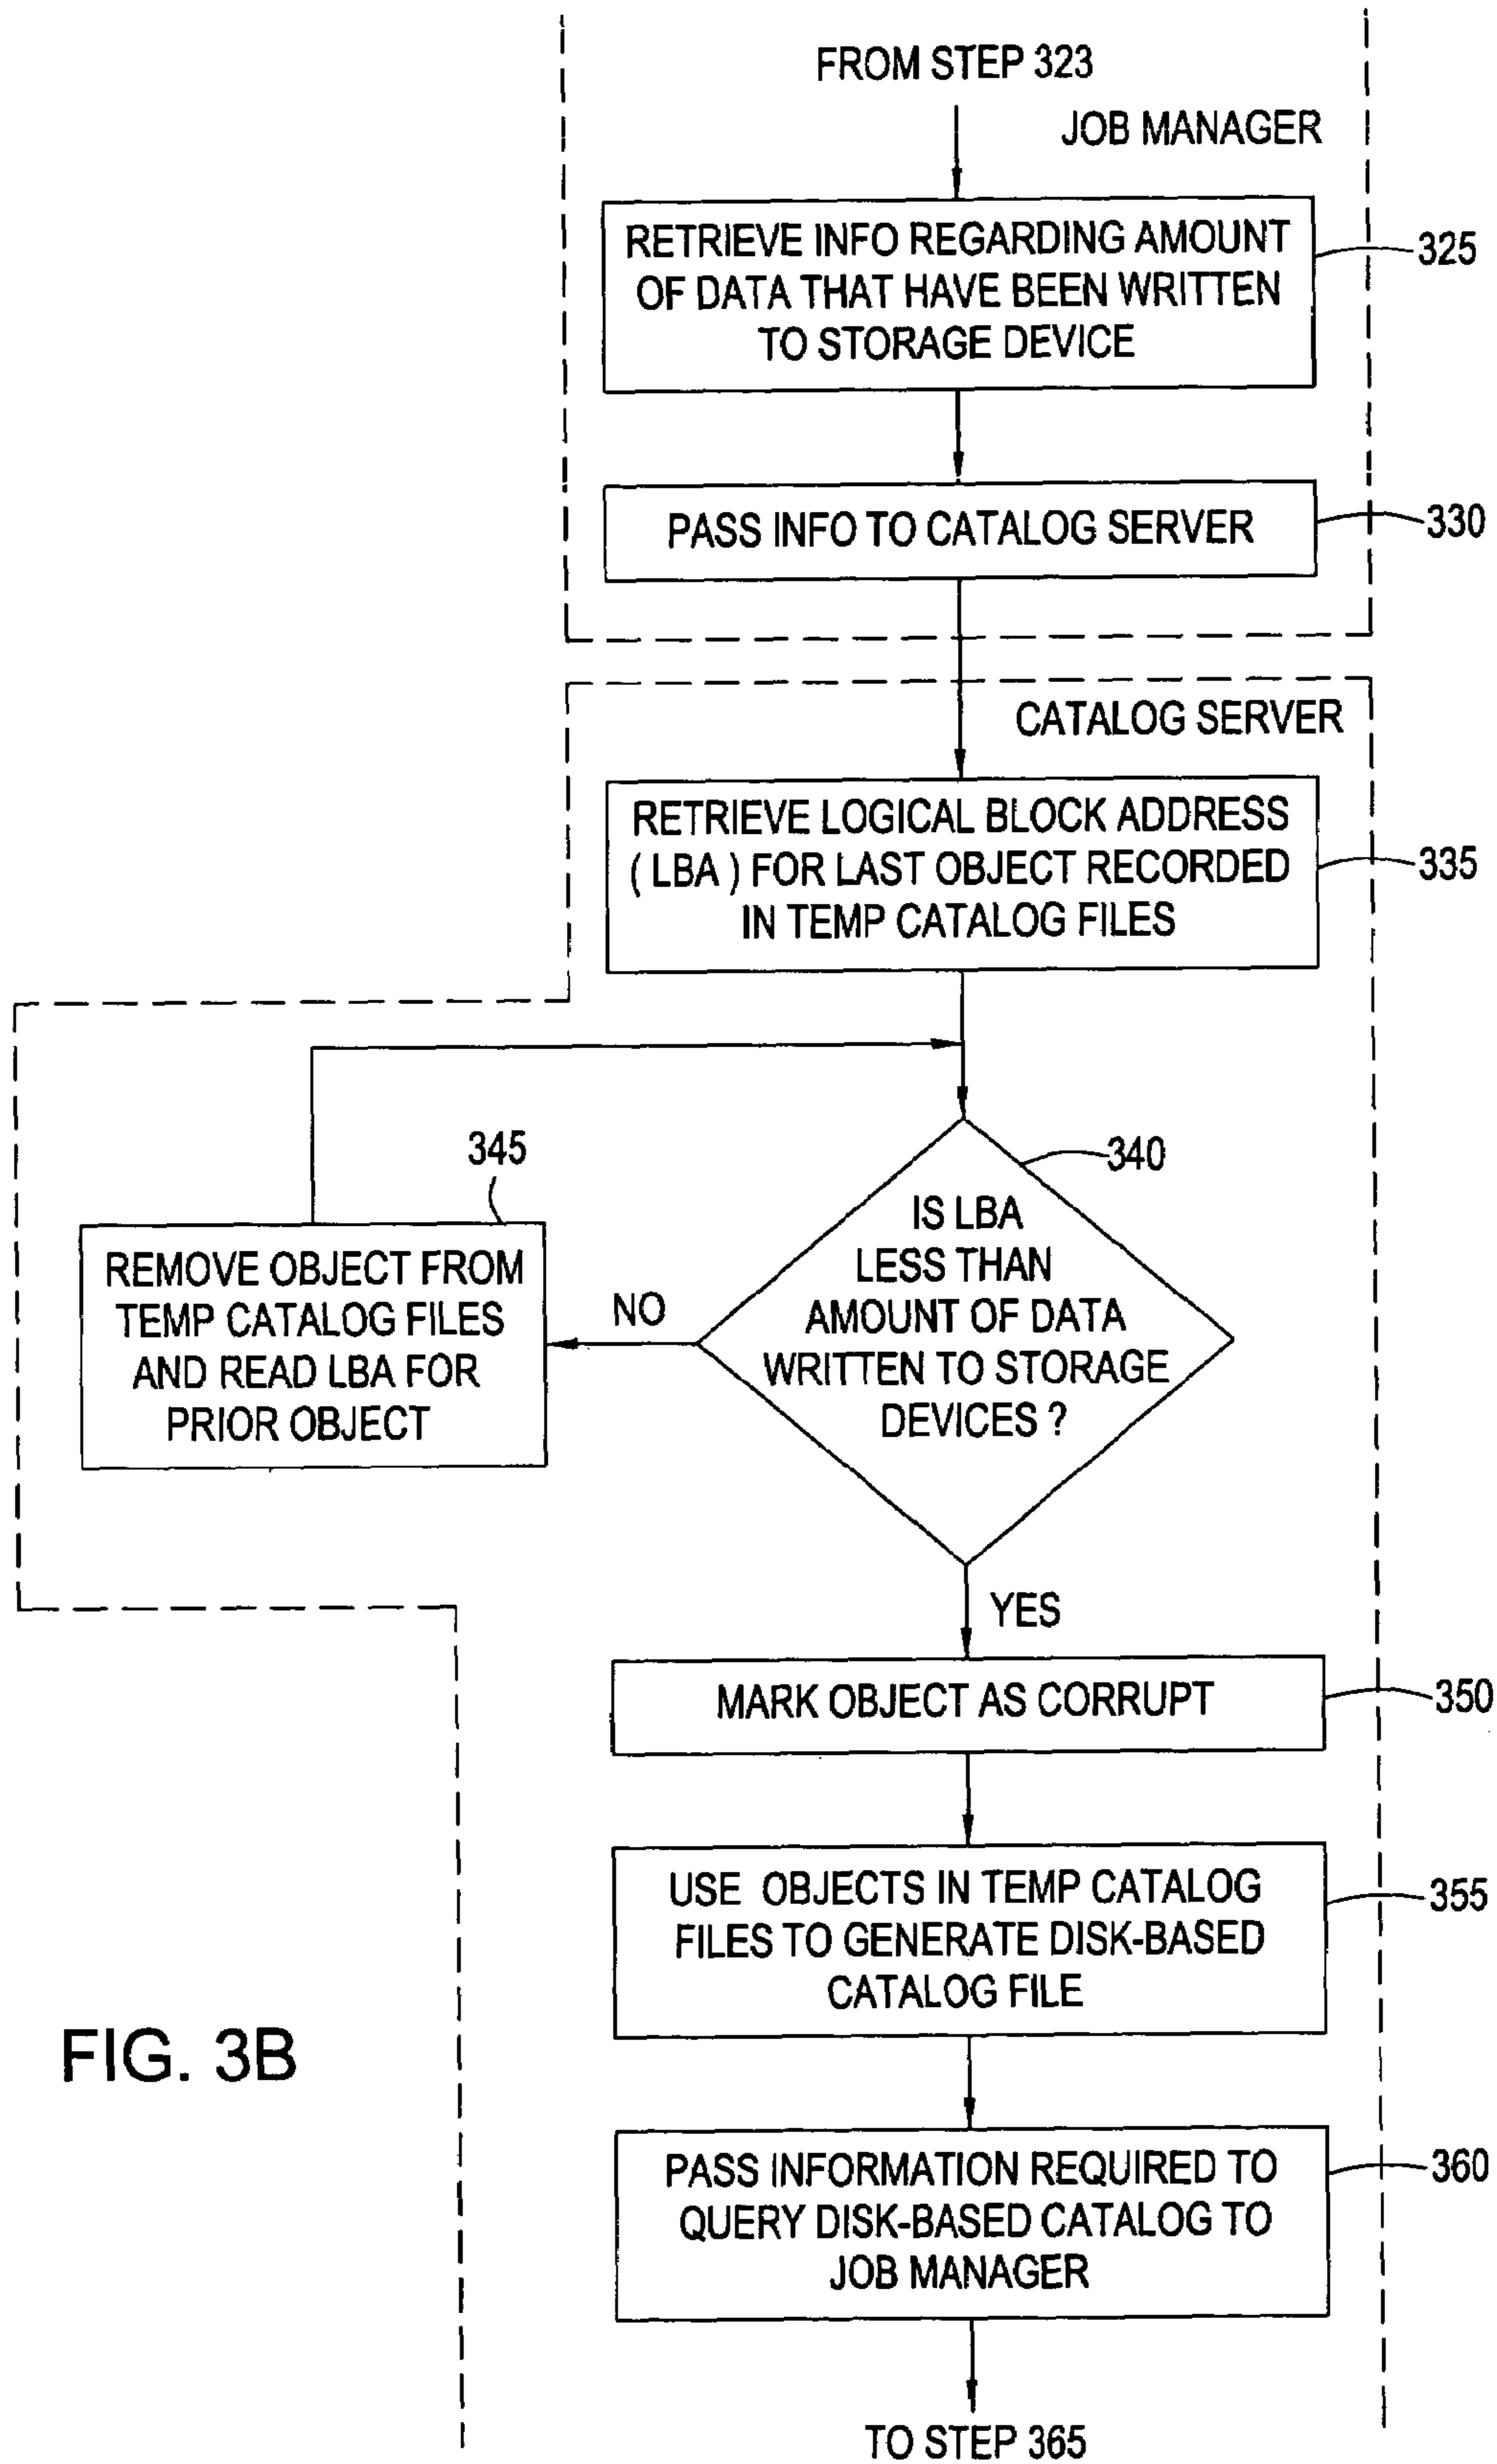 FROM STEP 323
JOB MANAGER
RETRIEVE INFO REGARDING AMOUNT
OF DATA THAT HAVE BEEN WRITTEN
TO STORAGE DEVICE
325
PASS INFO TO CATALOG SERVER
330
CATALOG SERVER
RETRIEVE LOGICAL BLOCK ADDRESS
( LBA ) FOR LAST OBJECT RECORDED
IN TEMP CATALOG FILES
335
345
340
IS LBA
LESS THAN
AMOUNT OF DATA
WRITTEN TO STORAGE
DEVICES ?
NO
REMOVE OBJECT FROM
TEMP CATALOG FILES
AND READ LBA FOR
PRIOR OBJECT
YES
MARK OBJECT AS CORRUPT
350
USE OBJECTS IN TEMP CATALOG
FILES TO GENERATE DISK-BASED
CATALOG FILE
355
FIG. 3B
PASS INFORMATION REQUIRED TO
QUERY DISK-BASED CATALOG TO
JOB MANAGER
360
TO STEP 365